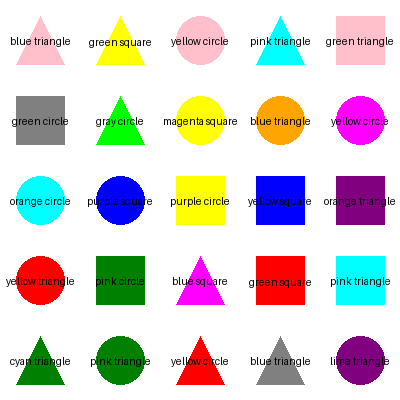 blue triangle green square yellow circle pink triangle green triangle
green circle gray circle magenta square blue triangle yellow circle
orange circle purple square purple circle yellow square orange triangle
yellow triangle pink circle blue square green square pink triangle
cyan triangle pink triangle yellow circle blue triangle lime triangle